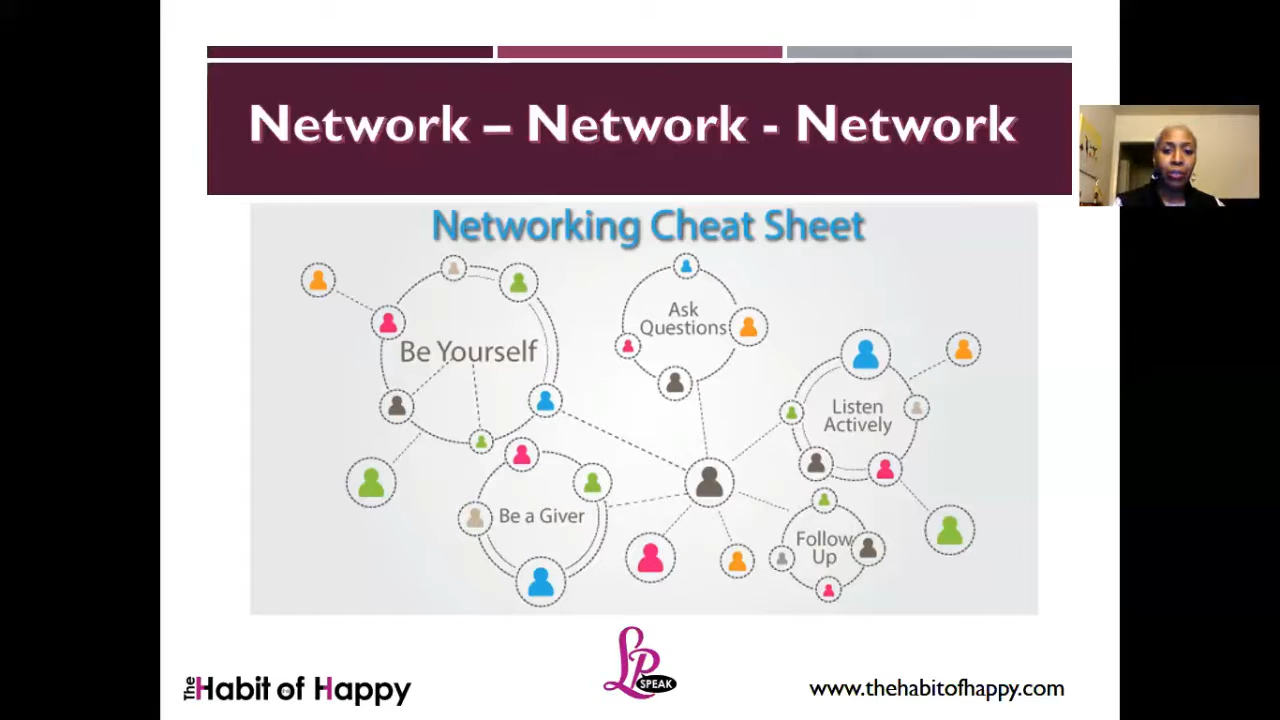 Network – Network - Network
Networking Cheat Sheet
Be Yourself
Ask
Questions
Listen
Actively
Be a Giver
Follow
Up
The Habit of Happy
LP
SPEAK
www.thehabitofhappy.com